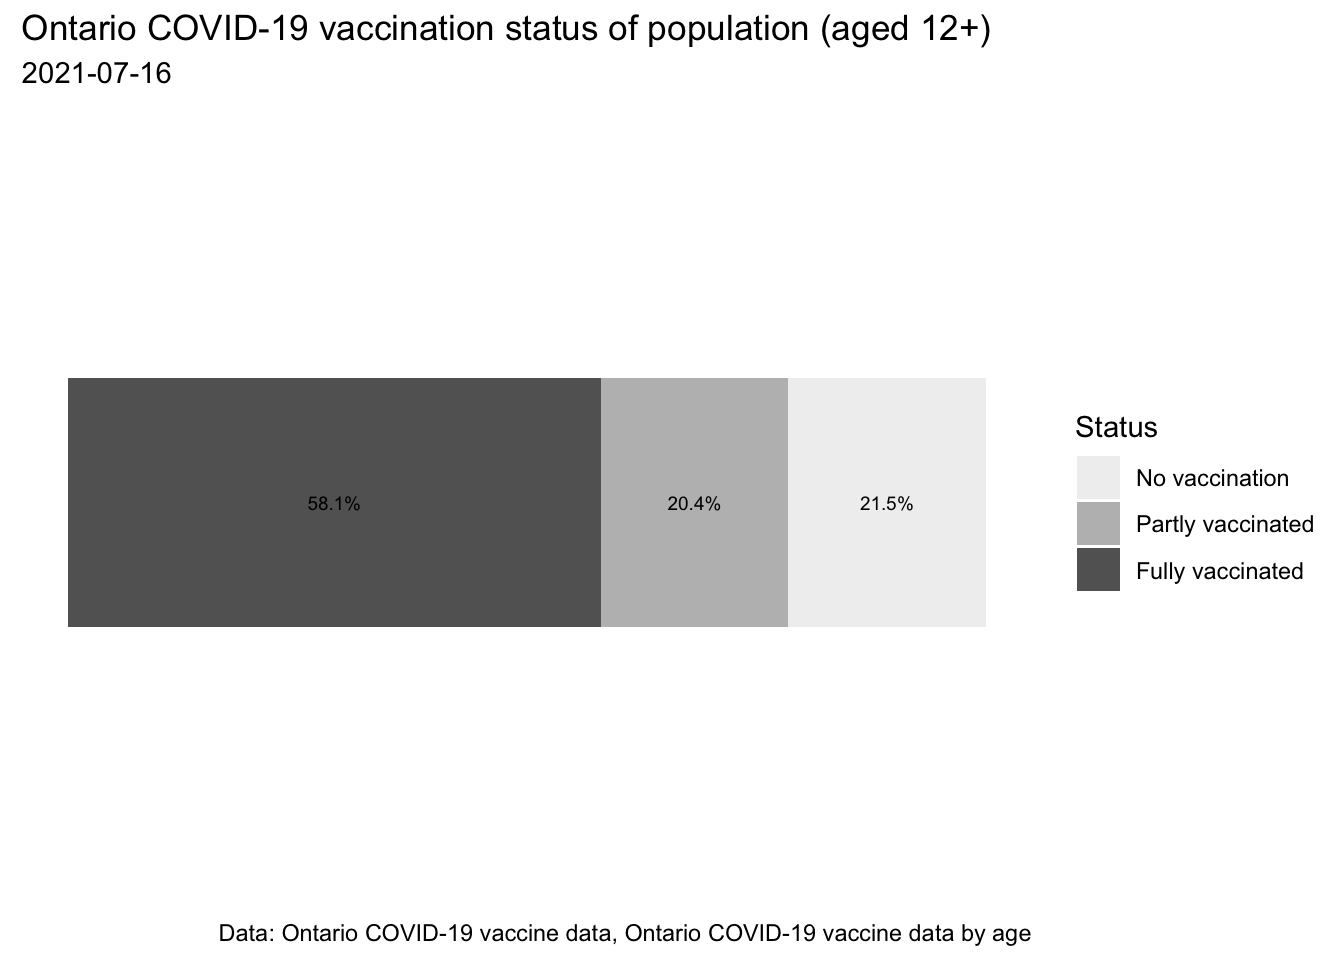 Ontario COVID-19 vaccination status of population (aged 12+)
2021-07-16
58.1%
20.4%
21.5%
Status
No vaccination
Partly vaccinated
Fully vaccinated
Data: Ontario COVID-19 vaccine data, Ontario COVID-19 vaccine data by age